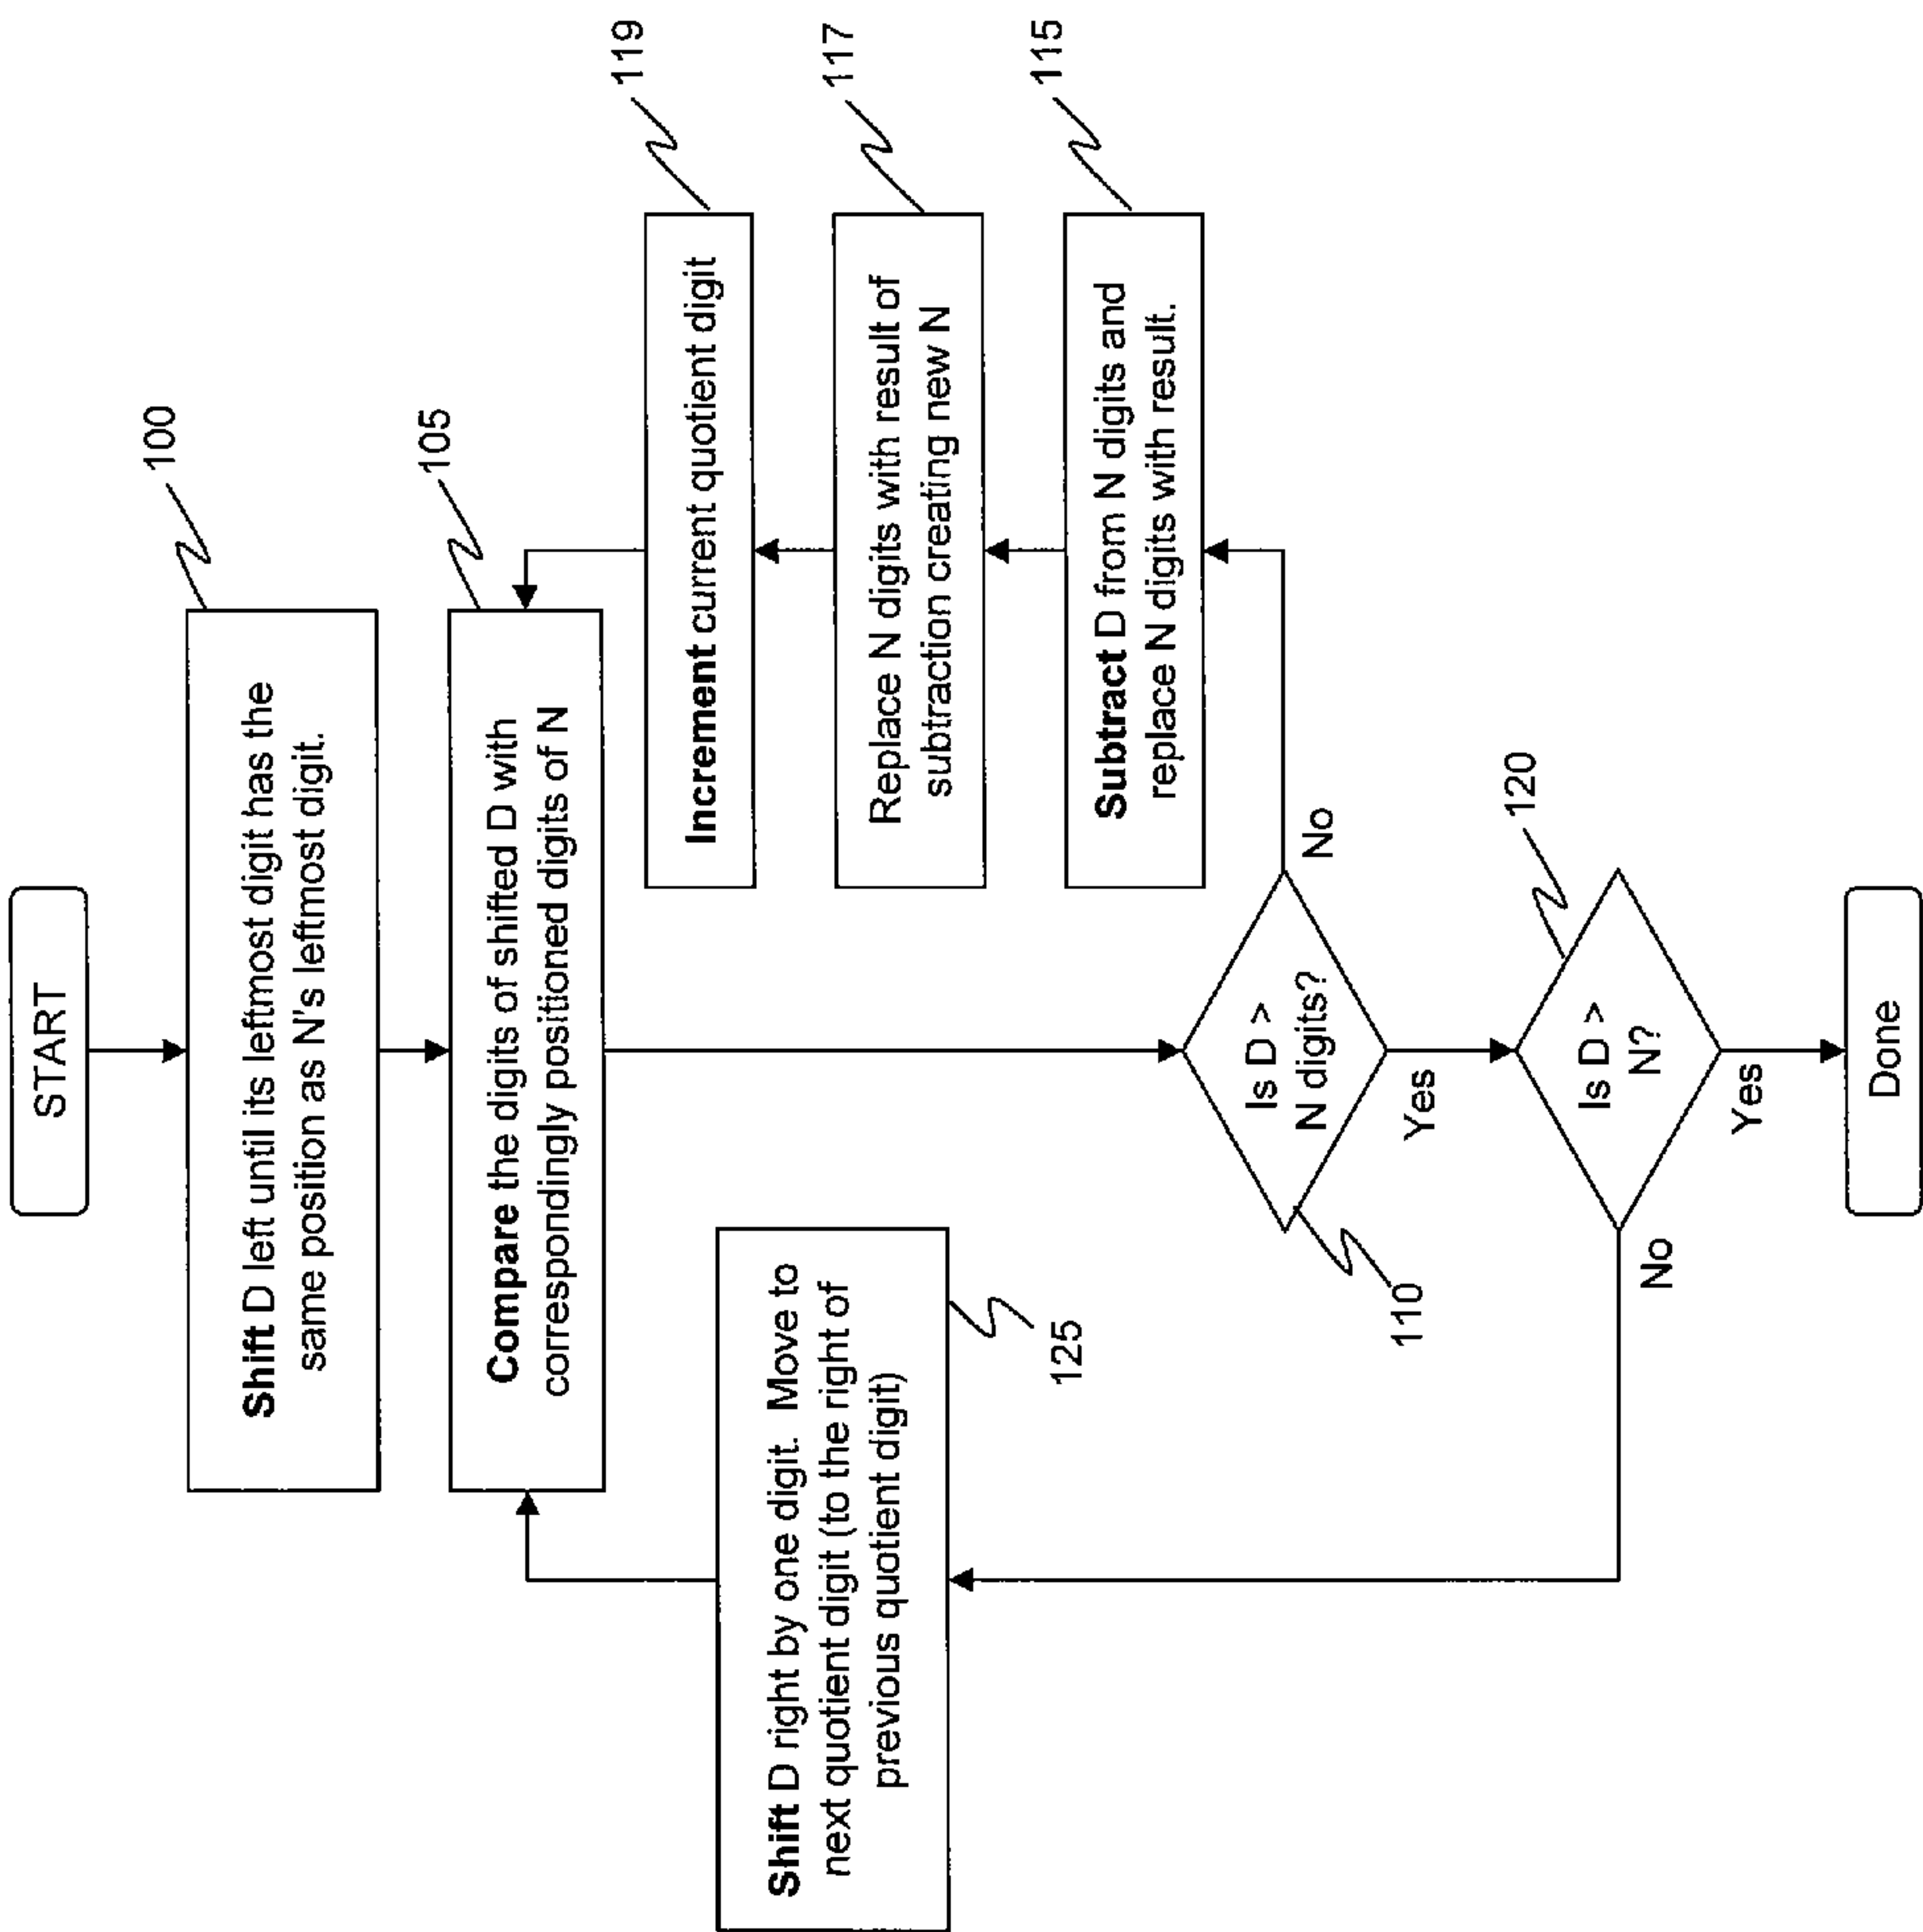 START
100
Shift D left until its leftmost digit has the
same position as N's leftmost digit.
105
Compare the digits of shifted D with
correspondingly positioned digits of N
119
Increment current quotient digit
117
Replace N digits with result of
subtraction creating new N
115
Subtract D from N digits and
replace N digits with result.
Shift D right by one digit. Move to
next quotient digit (to the right of
previous quotient digit)
125
Is D >
N digits?
No
110
Yes
120
Is D >
N?
No
Yes
Done